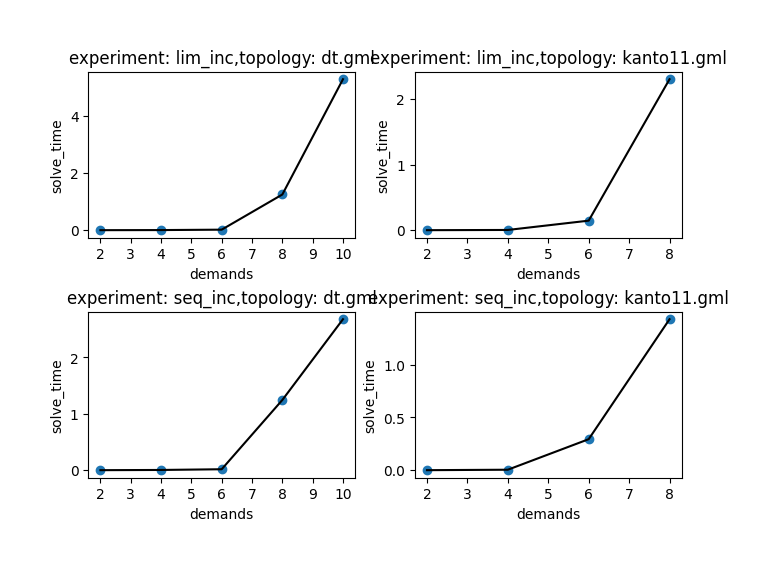 experiment: lim_inc,topology: dt.gml
experiment: lim_inc,topology: kanto11.gml
solve_time
4
2
0
2 3 4 5 6 7 8 9 10
demands
solve_time
2
1
0
2 3 4 5 6 7 8
demands
experiment: seq_inc,topology: dt.gml
experiment: seq_inc,topology: kanto11.gml
solve_time
2
1
0
2 3 4 5 6 7 8 9 10
demands
solve_time
1.0
0.5
0.0
2 3 4 5 6 7 8
demands